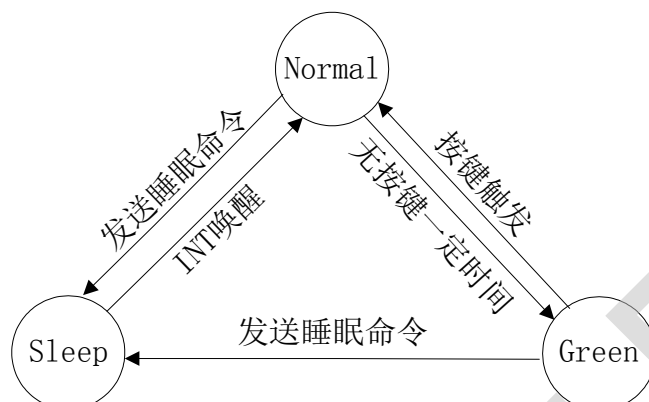 Normal
发送睡眠命令
INT唤醒
按键触发
无按键一定时间
发送睡眠命令
Sleep
Green